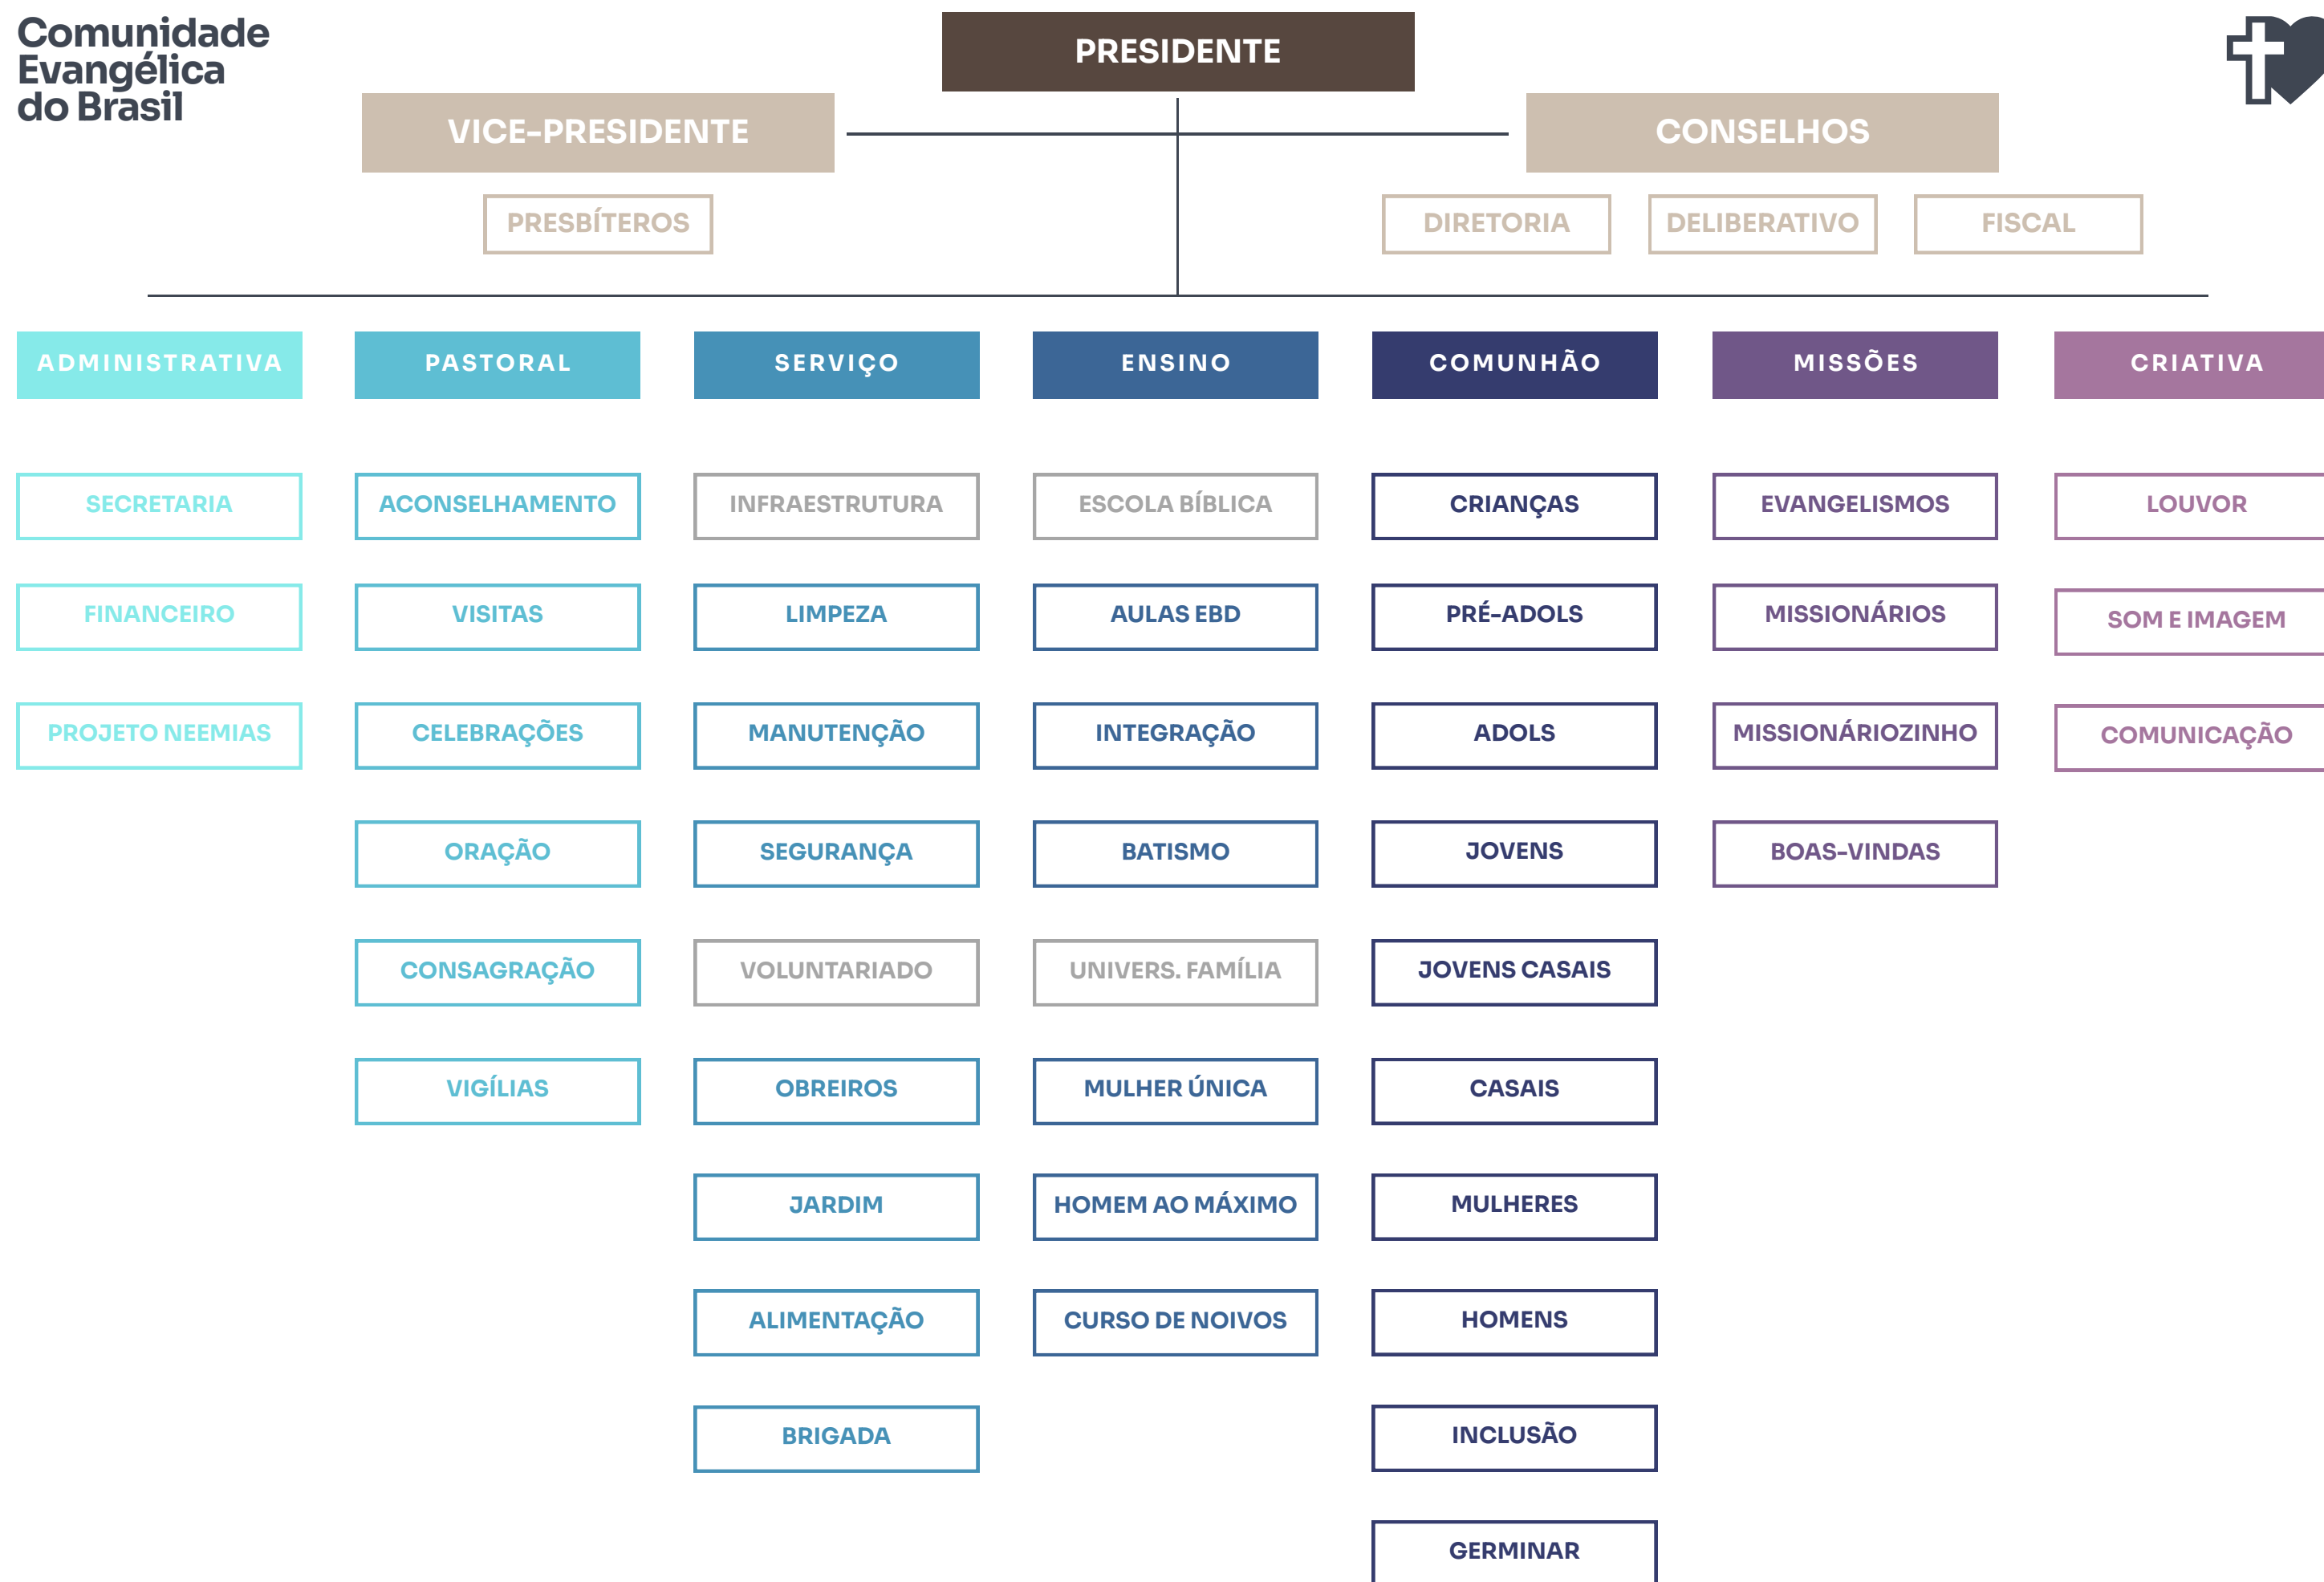 Comunidade
Evangélica
do Brasil
PRESIDENTE
VICE-PRESIDENTE
CONSELHOS
PRESBÍTEROS
DIRETORIA
DELIBERATIVO
FISCAL
ADMINISTRATIVA
SECRETARIA
FINANCEIRO
PROJETO NEEMIAS
PASTORAL
ACONSELHAMENTO
VISITAS
CELEBRAÇÕES
ORAÇÃO
CONSAGRAÇÃO
VIGÍLIAS
SERVIÇO
INFRAESTRUTURA
LIMPEZA
MANUTENÇÃO
SEGURANÇA
VOLUNTARIADO
OBREIROS
JARDIM
ALIMENTAÇÃO
BRIGADA
ENSINO
ESCOLA BÍBLICA
AULAS EBD
INTEGRAÇÃO
BATISMO
UNIVERS. FAMÍLIA
MULHER ÚNICA
HOMEM AO MÁXIMO
CURSO DE NOIVOS
COMUNHÃO
CRIANÇAS
PRÉ-ADOLS
ADOLS
JOVENS
JOVENS CASAIS
CASAIS
MULHERES
HOMENS
INCLUSÃO
GERMINAR
MISSÕES
EVANGELISMOS
MISSIONÁRIOS
MISSIONÁRIOZINHO
BOAS-VINDAS
CRIATIVA
LOUVOR
SOM E IMAGEM
COMUNICAÇÃO